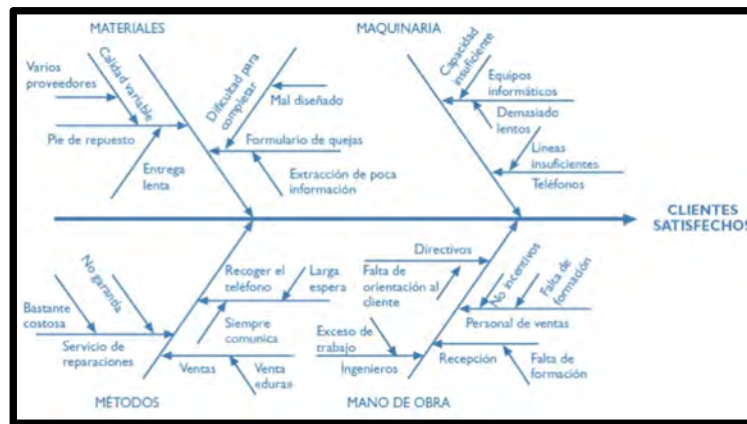 MATERIALES
MAQUINARIA
Varios
proveedores
Calidad variable
Pie de repuesto
Entrega
lenta
Dificultad para
completar
Mal diseñado
Formulario de quejas
Extracción de poca
información
Capacidad
insuficiente
Equipos
informáticos
Demasiado
lentos
Líneas
insuficientes
Teléfonos
CLIENTES
SATISFECHOS
No garantía
Bastante
costosa
Servicio de
reparaciones
Recoger el
teléfono
Larga
espera
Siempre
comunica
Ventas
Venta
eduras
Directivos
Falta de
orientación al
cliente
No incentivos
Falta de
formación
Personal de ventas
Exceso de
trabajo
Ingenieros
Recepción
Falta de
formación
MÉTODOS
MANO DE OBRA